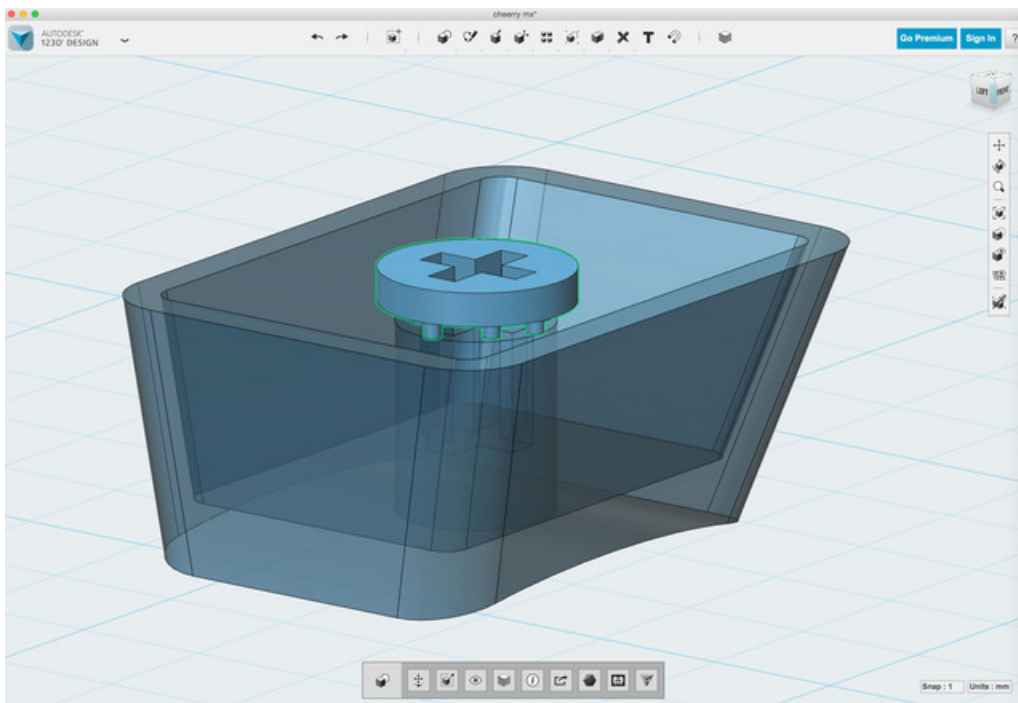 cheerry mx*
AUTODESK®
123D® DESIGN
Go Premium
Sign In
?
LEFT
FRONT
Snap : 1
Units : mm